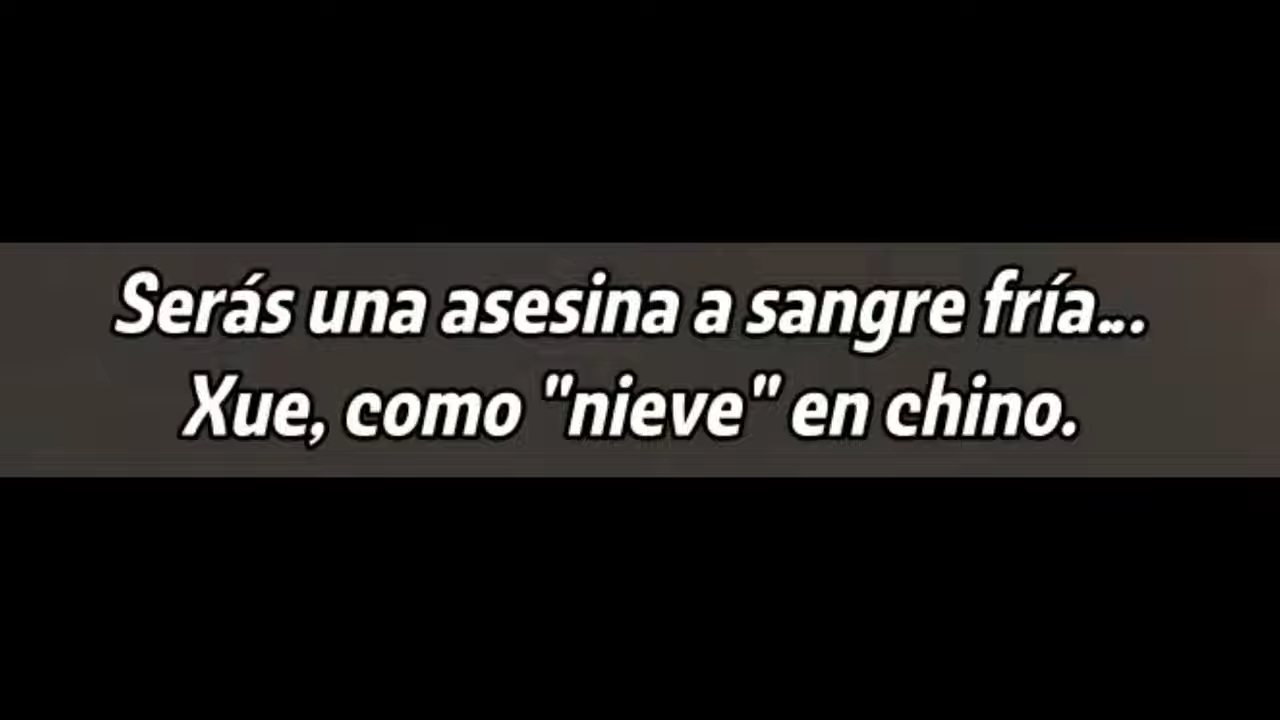 Serás una asesina a sangre fría...
Xue, como "nieve" en chino.